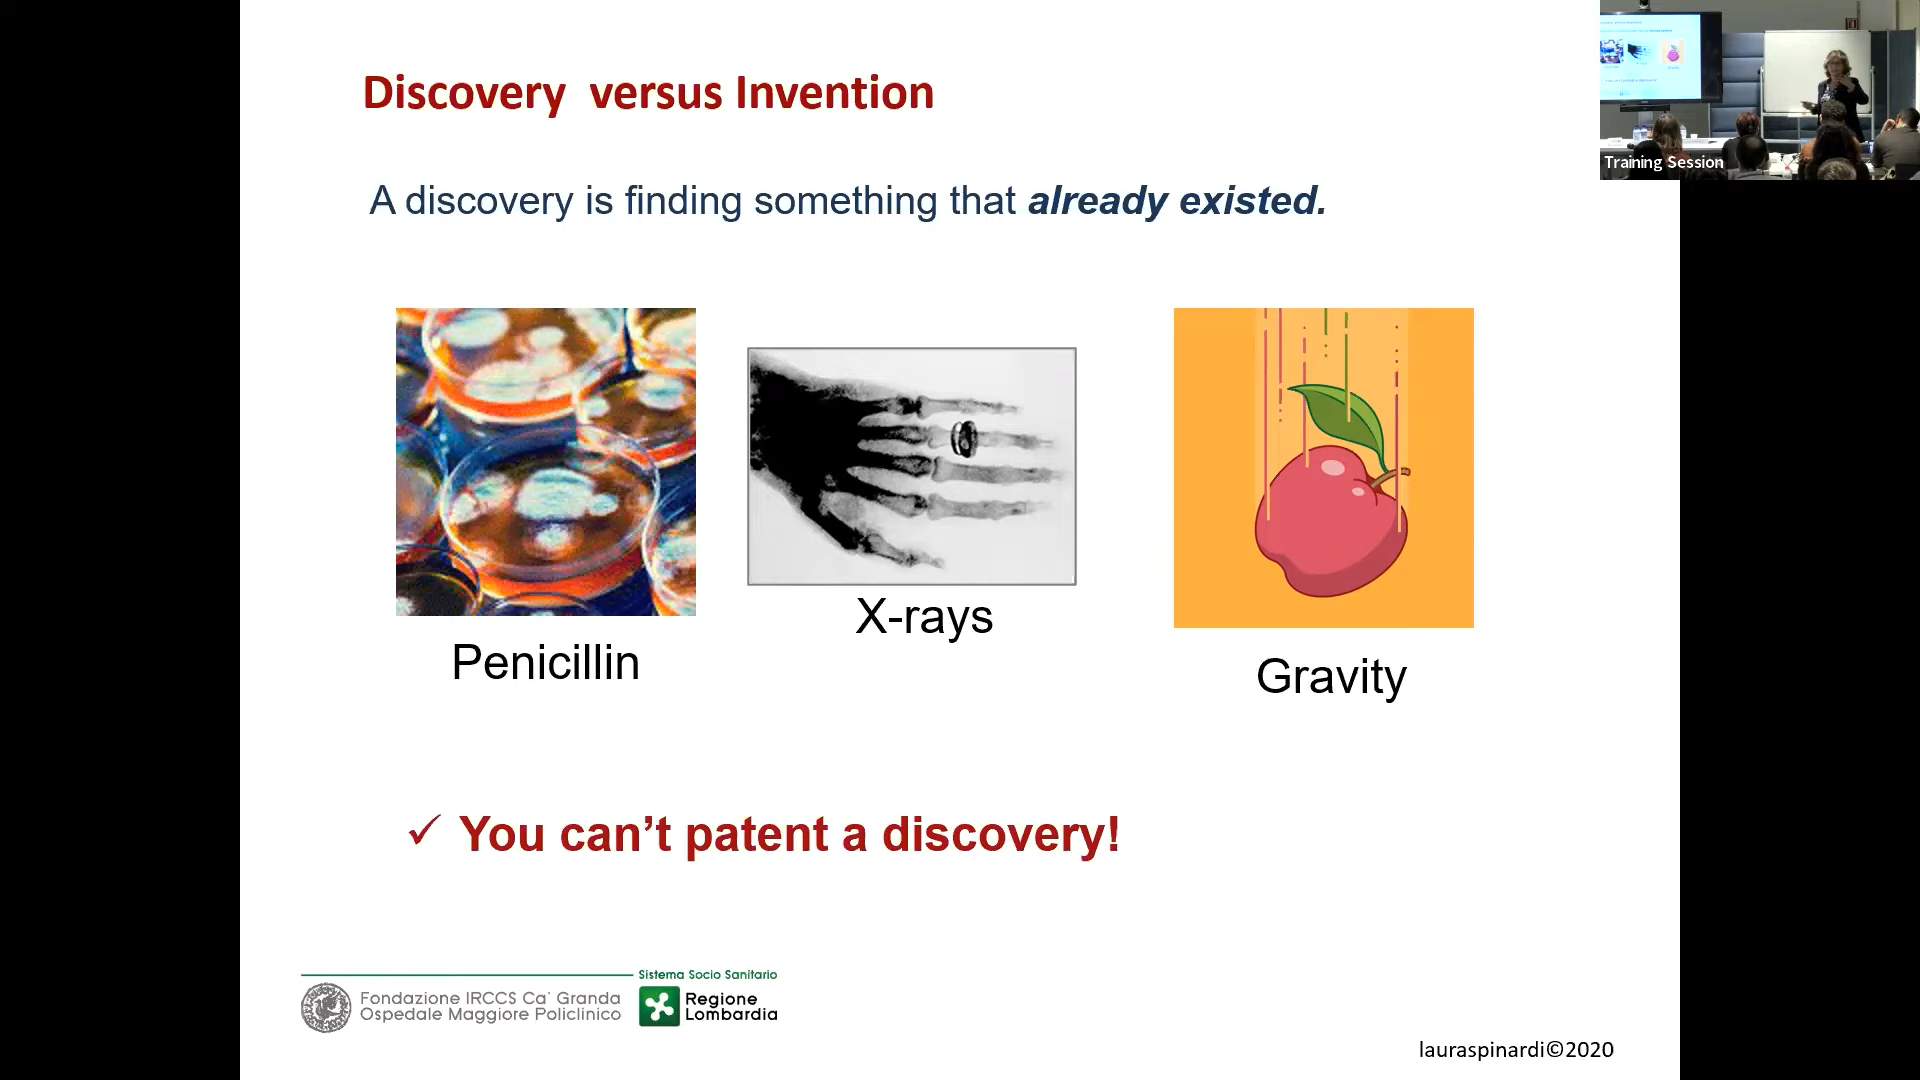 Discovery versus Invention
Training Session
A discovery is finding something that already existed.
Penicillin
X-rays
Gravity
✓ You can't patent a discovery!
Sistema Socio Sanitario
Fondazione IRCCS Ca' Granda
Ospedale Maggiore Policlinico
Regione
Lombardia
lauraspinardi©2020